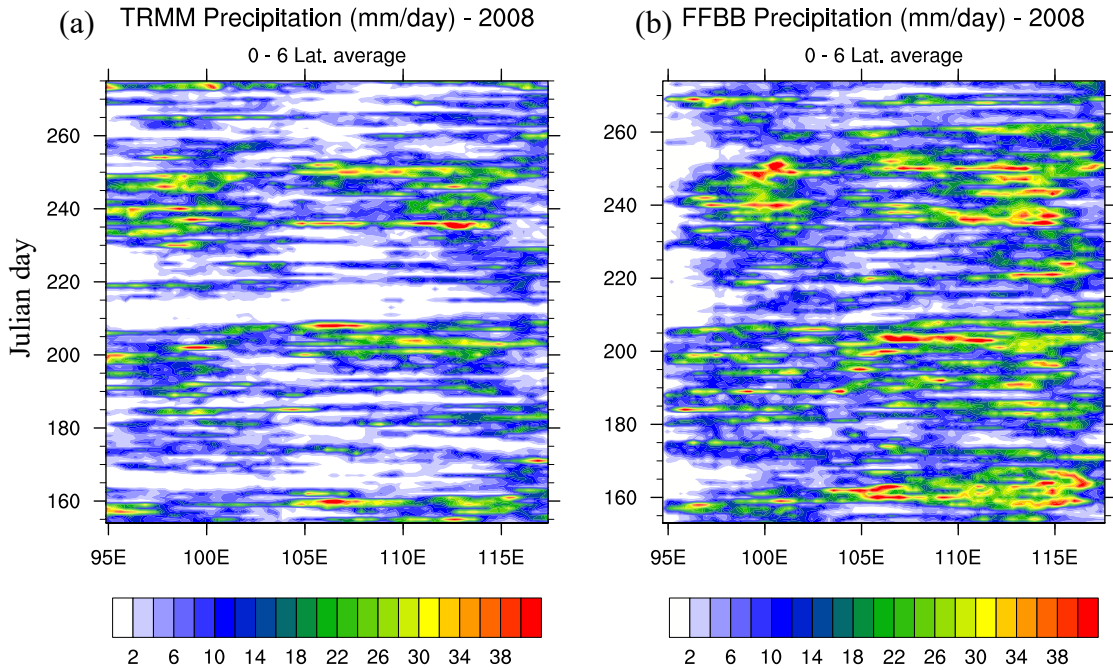 (a) TRMM Precipitation (mm/day) - 2008
0 - 6 Lat. average
Julian day
260
240
220
200
180
160
95E 100E 105E 110E 115E
2 6 10 14 18 22 26 30 34 38
(b) FFBB Precipitation (mm/day) - 2008
0 - 6 Lat. average
260
240
220
200
180
160
95E 100E 105E 110E 115E
2 6 10 14 18 22 26 30 34 38